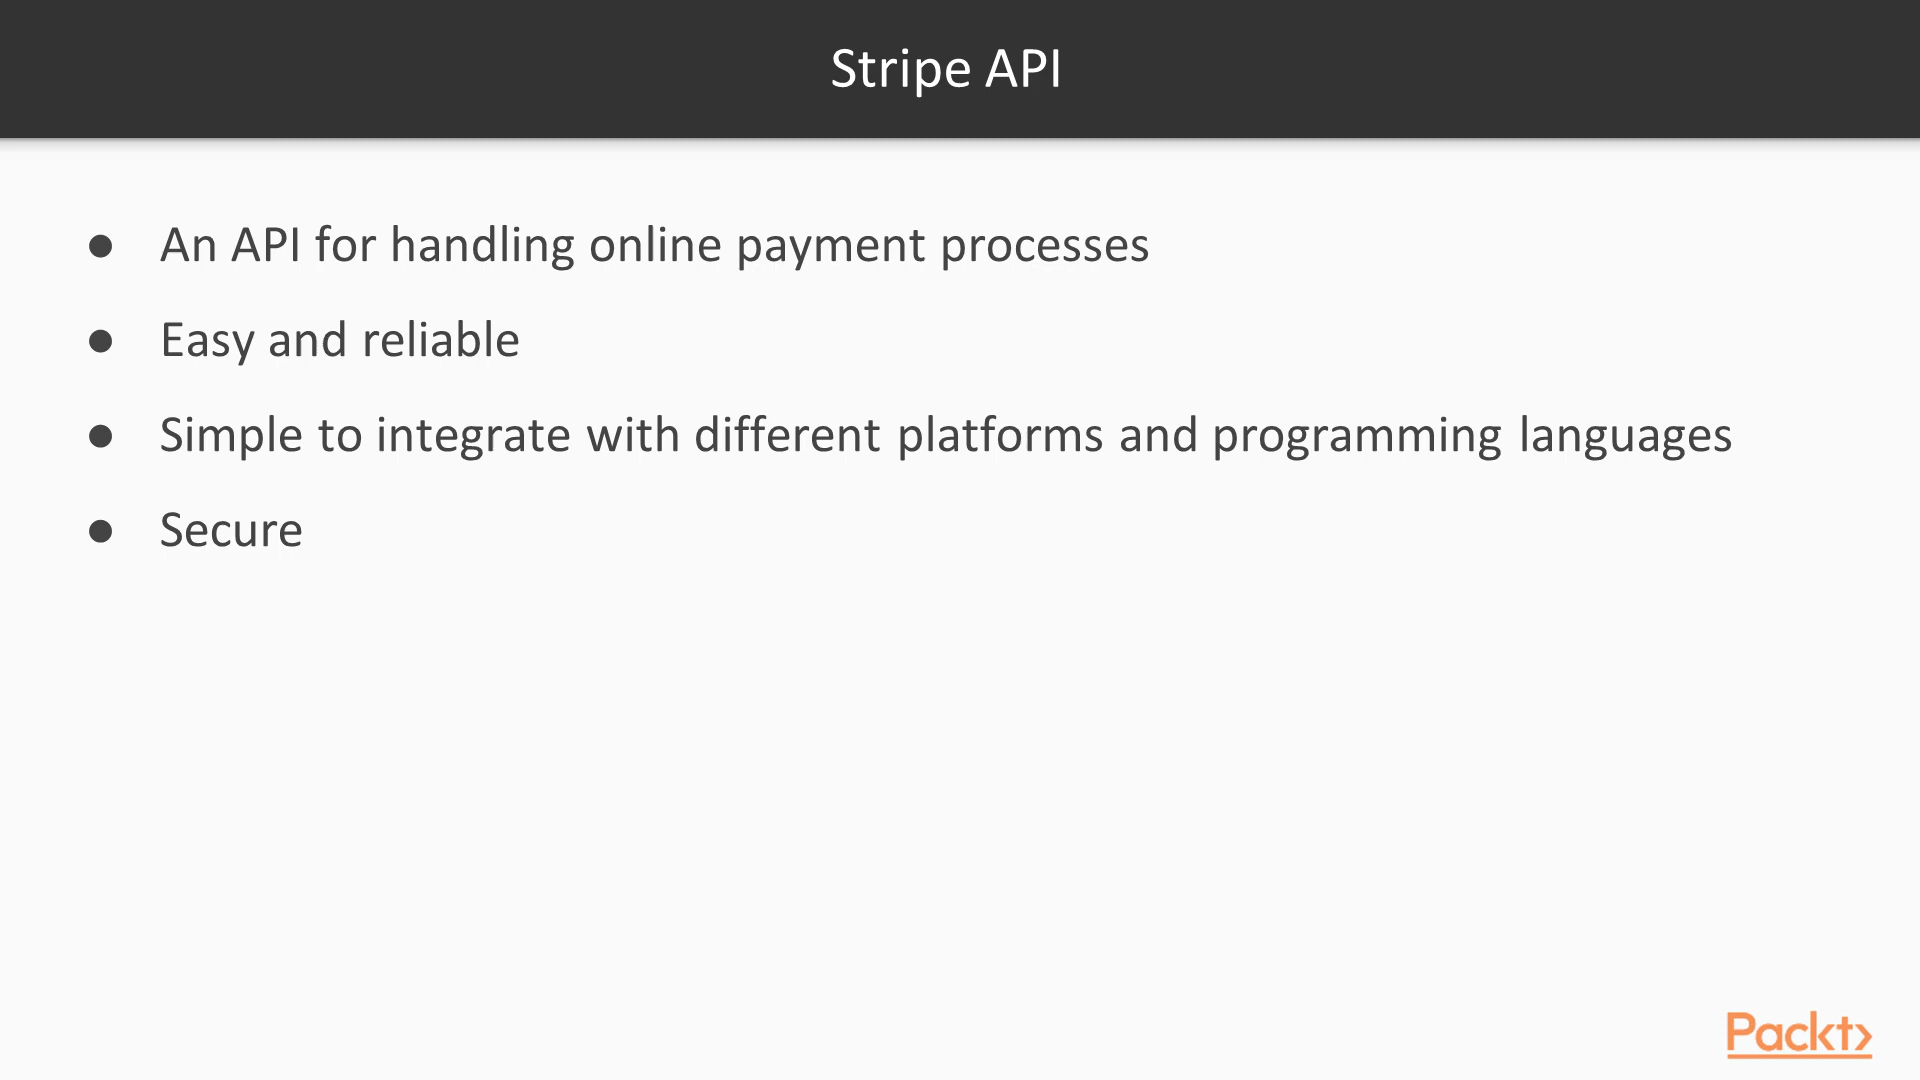 Stripe API
● An API for handling online payment processes
● Easy and reliable
● Simple to integrate with different platforms and programming languages
● Secure
Packt>